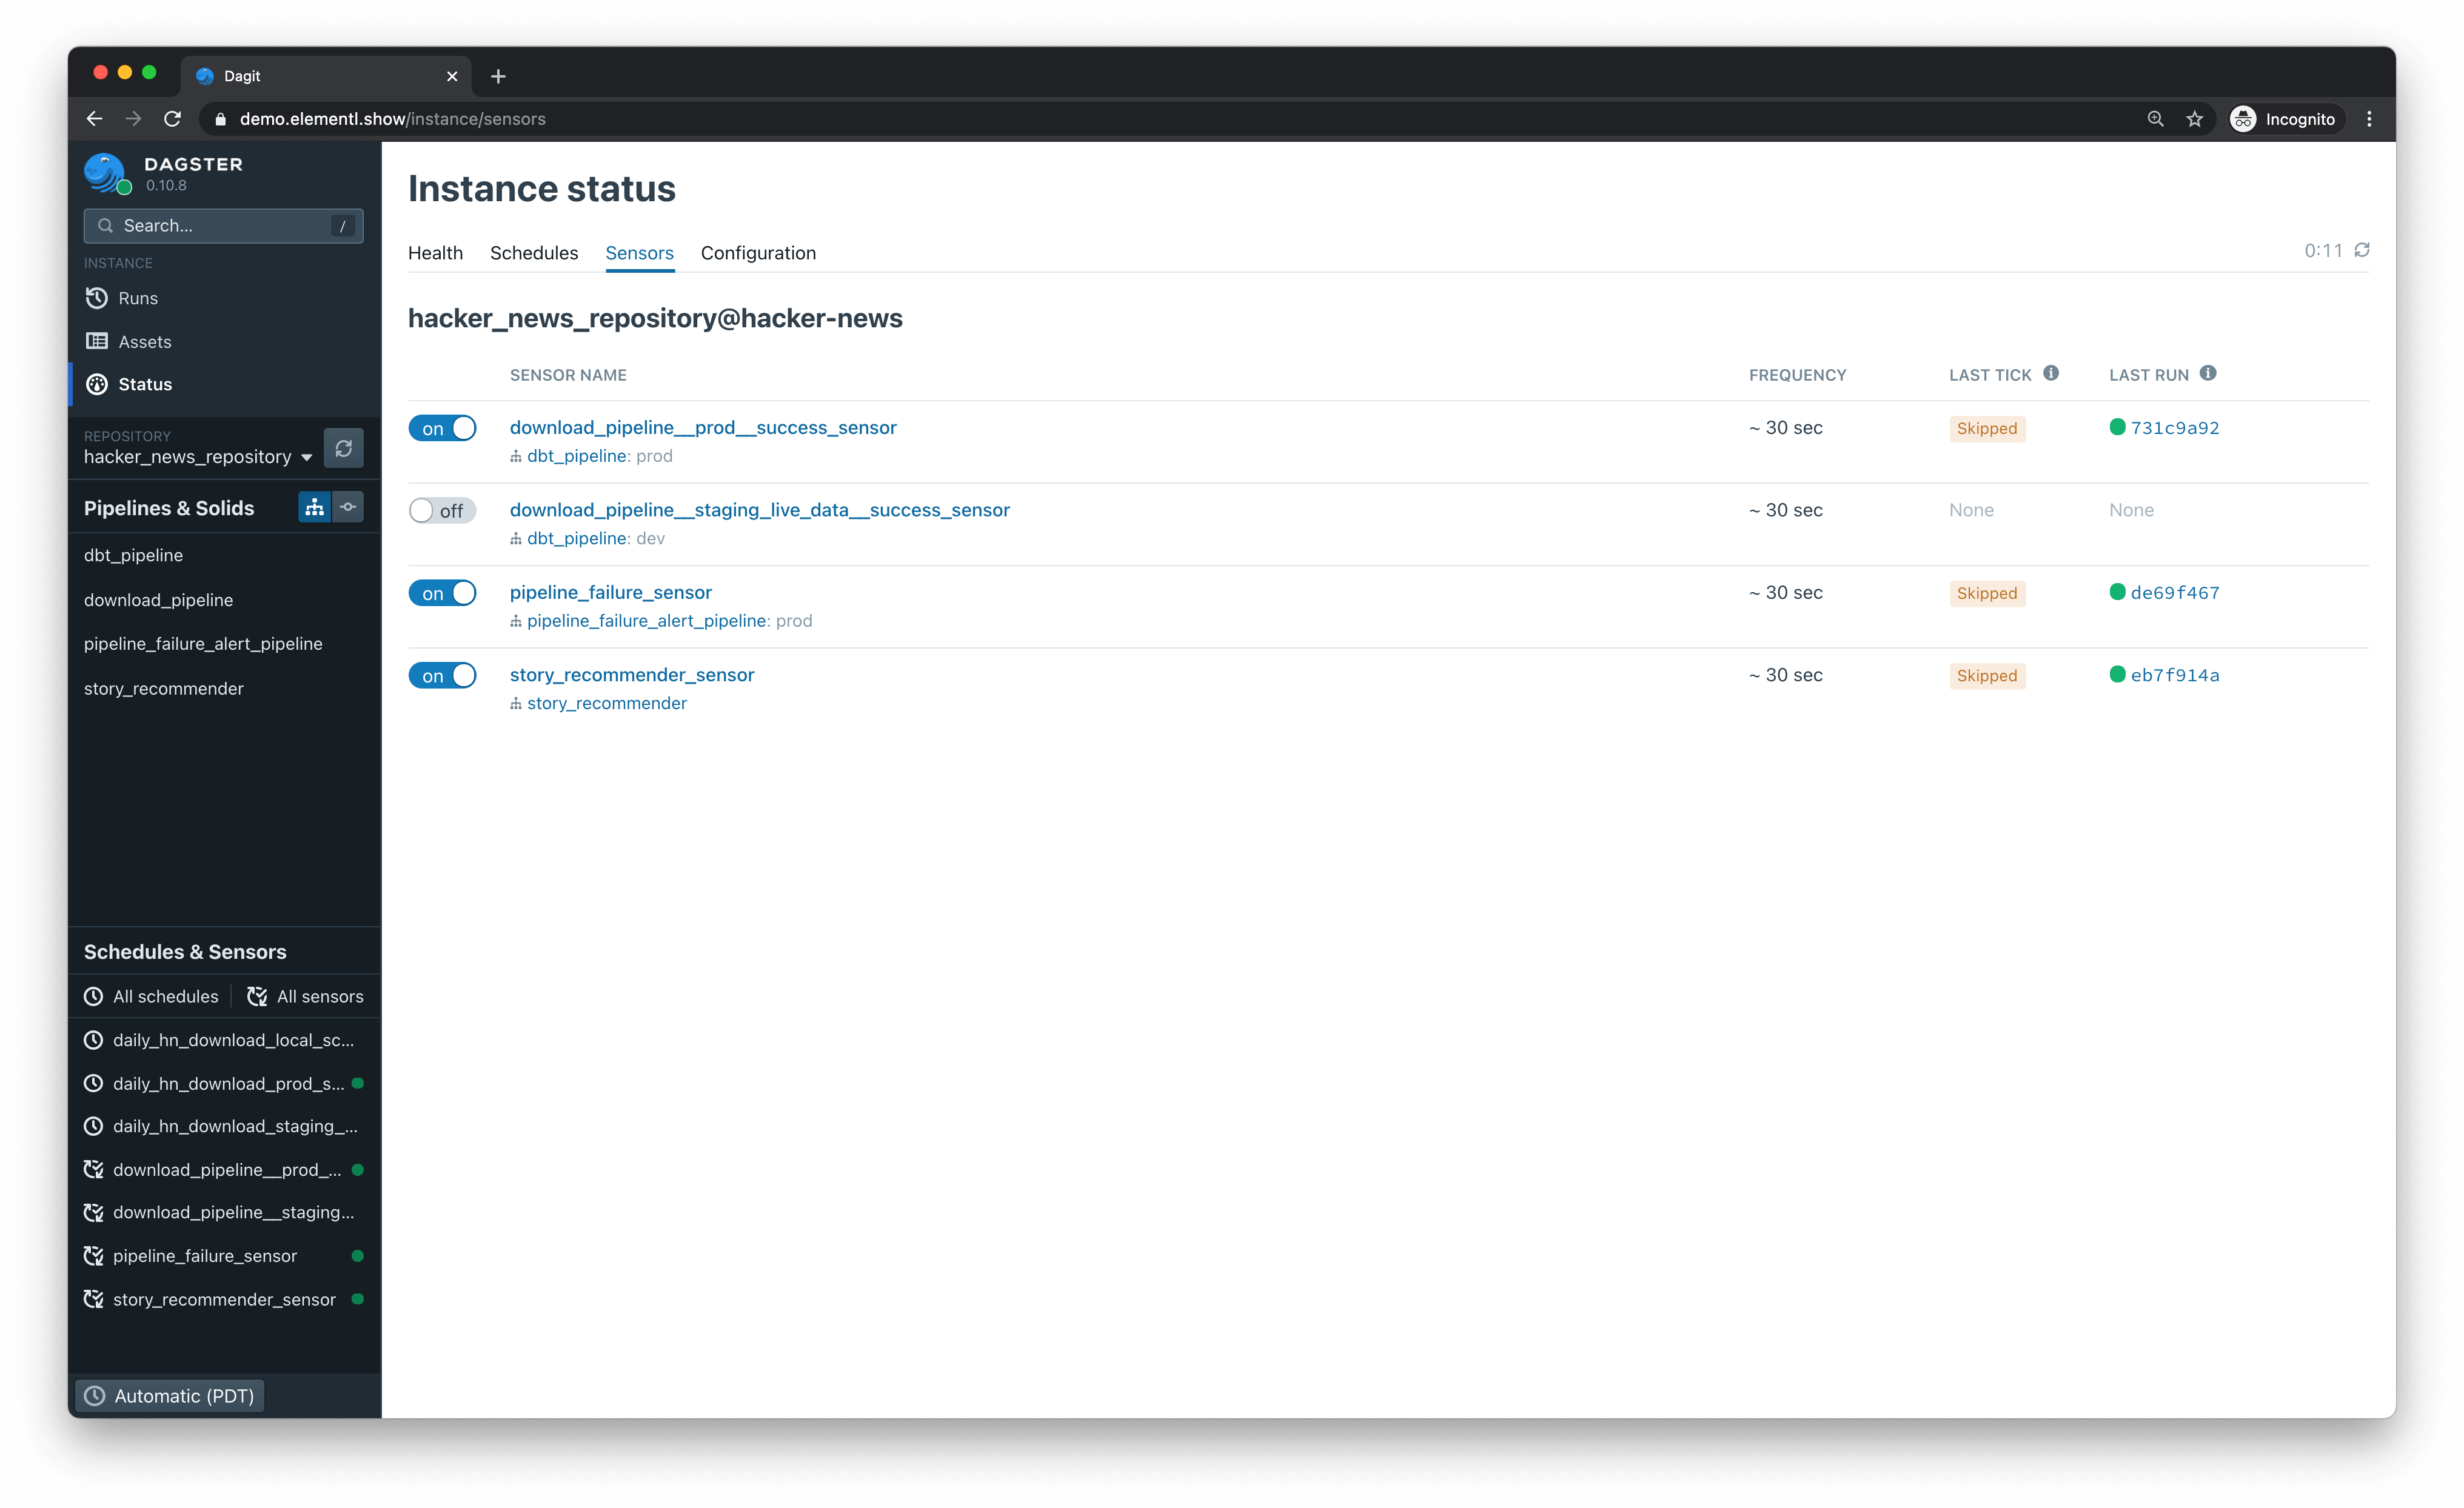 Dagit
demo.elementl.show/instance/sensors
Incognito
DAGSTER
0.10.8
Search...
/
INSTANCE
Runs
Assets
Status
REPOSITORY
hacker_news_repository
Pipelines & Solids
dbt_pipeline
download_pipeline
pipeline_failure_alert_pipeline
story_recommender
Schedules & Sensors
All schedules
All sensors
daily_hn_download_local_sc...
daily_hn_download_prod_s...
daily_hn_download_staging_...
download_pipeline__prod_...
download_pipeline__staging...
pipeline_failure_sensor
story_recommender_sensor
Automatic (PDT)
Instance status
Health Schedules Sensors Configuration
0:11
hacker_news_repository@hacker-news
SENSOR NAME FREQUENCY LAST TICK LAST RUN
on download_pipeline__prod__success_sensor ~ 30 sec Skipped 731c9a92
dbt_pipeline: prod
off download_pipeline__staging_live_data__success_sensor ~ 30 sec None None
dbt_pipeline: dev
on pipeline_failure_sensor ~ 30 sec Skipped de69f467
pipeline_failure_alert_pipeline: prod
on story_recommender_sensor ~ 30 sec Skipped eb7f914a
story_recommender